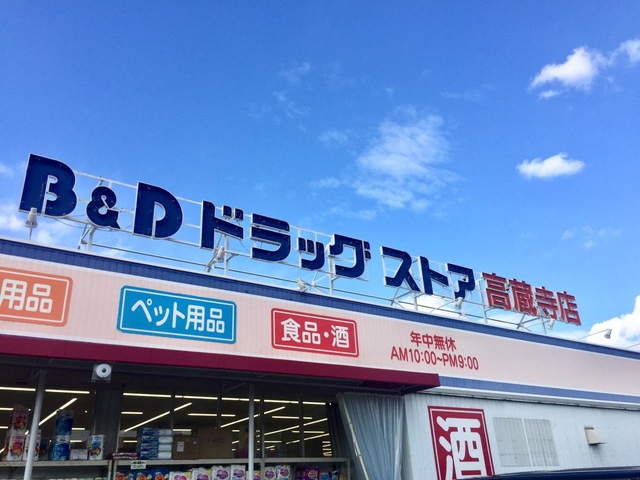 B&Dドラッグ ストア 高蔵寺店
用品
ペット用品
食品・酒
年中無休
AM10:00~PM9:00
酒